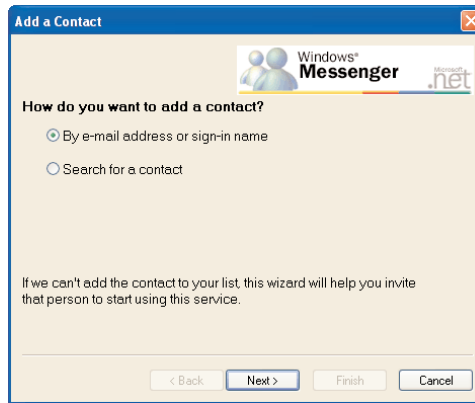 Add a Contact
Windows®
Messenger
Microsoft
.net
How do you want to add a contact?
By e-mail address or sign-in name
Search for a contact
If we can't add the contact to your list, this wizard will help you invite
that person to start using this service.
< Back Next > Finish Cancel